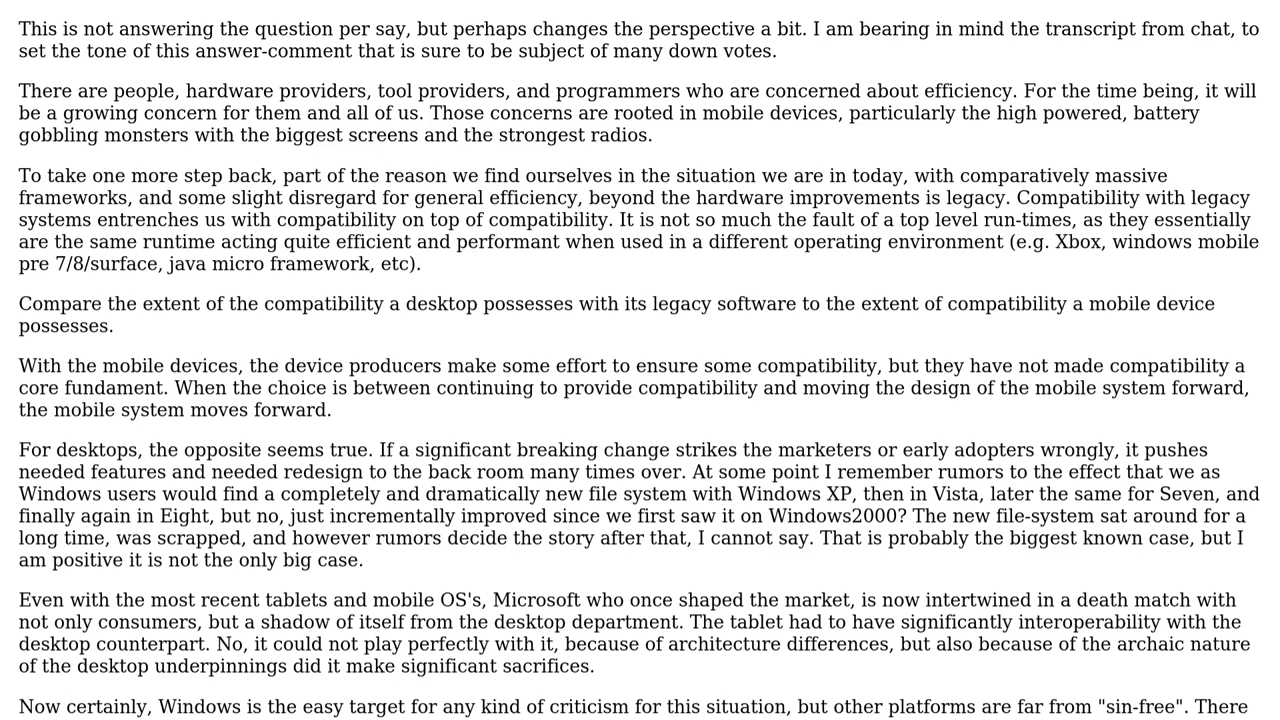 This is not answering the question per say, but perhaps changes the perspective a bit. I am bearing in mind the transcript from chat, to
set the tone of this answer-comment that is sure to be subject of many down votes.
There are people, hardware providers, tool providers, and programmers who are concerned about efficiency. For the time being, it will
be a growing concern for them and all of us. Those concerns are rooted in mobile devices, particularly the high powered, battery
gobbling monsters with the biggest screens and the strongest radios.
To take one more step back, part of the reason we find ourselves in the situation we are in today, with comparatively massive
frameworks, and some slight disregard for general efficiency, beyond the hardware improvements is legacy. Compatibility with legacy
systems entrenches us with compatibility on top of compatibility. It is not so much the fault of a top level run-times, as they essentially
are the same runtime acting quite efficient and performant when used in a different operating environment (e.g. Xbox, windows mobile
pre 7/8/surface, java micro framework, etc).
Compare the extent of the compatibility a desktop possesses with its legacy software to the extent of compatibility a mobile device
possesses.
With the mobile devices, the device producers make some effort to ensure some compatibility, but they have not made compatibility a
core fundament. When the choice is between continuing to provide compatibility and moving the design of the mobile system forward,
the mobile system moves forward.
For desktops, the opposite seems true. If a significant breaking change strikes the marketers or early adopters wrongly, it pushes
needed features and needed redesign to the back room many times over. At some point I remember rumors to the effect that we as
Windows users would find a completely and dramatically new file system with Windows XP, then in Vista, later the same for Seven, and
finally again in Eight, but no, just incrementally improved since we first saw it on Windows2000? The new file-system sat around for a
long time, was scrapped, and however rumors decide the story after that, I cannot say. That is probably the biggest known case, but I
am positive it is not the only big case.
Even with the most recent tablets and mobile OS's, Microsoft who once shaped the market, is now intertwined in a death match with
not only consumers, but a shadow of itself from the desktop department. The tablet had to have significantly interoperability with the
desktop counterpart. No, it could not play perfectly with it, because of architecture differences, but also because of the archaic nature
of the desktop underpinnings did it make significant sacrifices.
Now certainly, Windows is the easy target for any kind of criticism for this situation, but other platforms are far from "sin-free". There